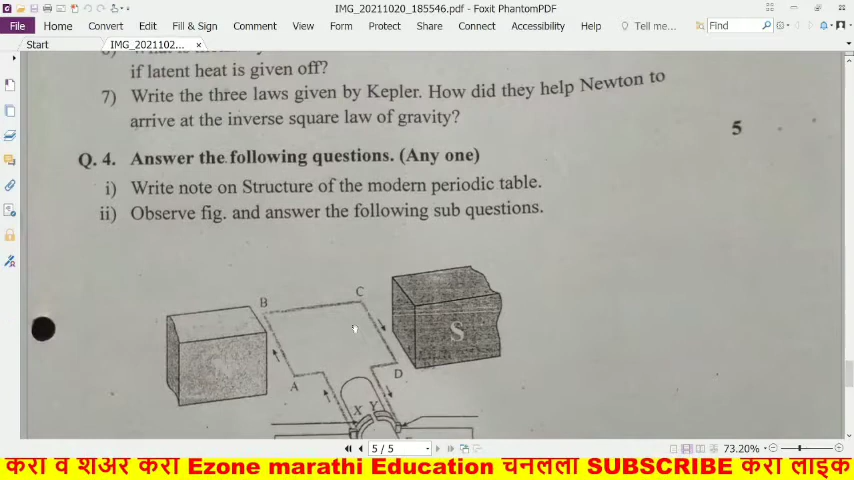 IMG_20211020_185546.pdf - Foxit PhantomPDF
File Home Convert Edit Fill & Sign Comment View Form Protect Share Connect Accessibility Help Tell me... Find
Start IMG_2021102... ×
if latent heat is given off?
7) Write the three laws given by Kepler. How did they help Newton to
arrive at the inverse square law of gravity?
5
Q. 4. Answer the following questions. (Any one)
i) Write note on Structure of the modern periodic table.
ii) Observe fig. and answer the following sub questions.
B
C
S
A
D
X Y
5 / 5
73.20%
करा व शेअर करा Ezone marathi Education चॅनलला SUBSCRIBE करा लाइक